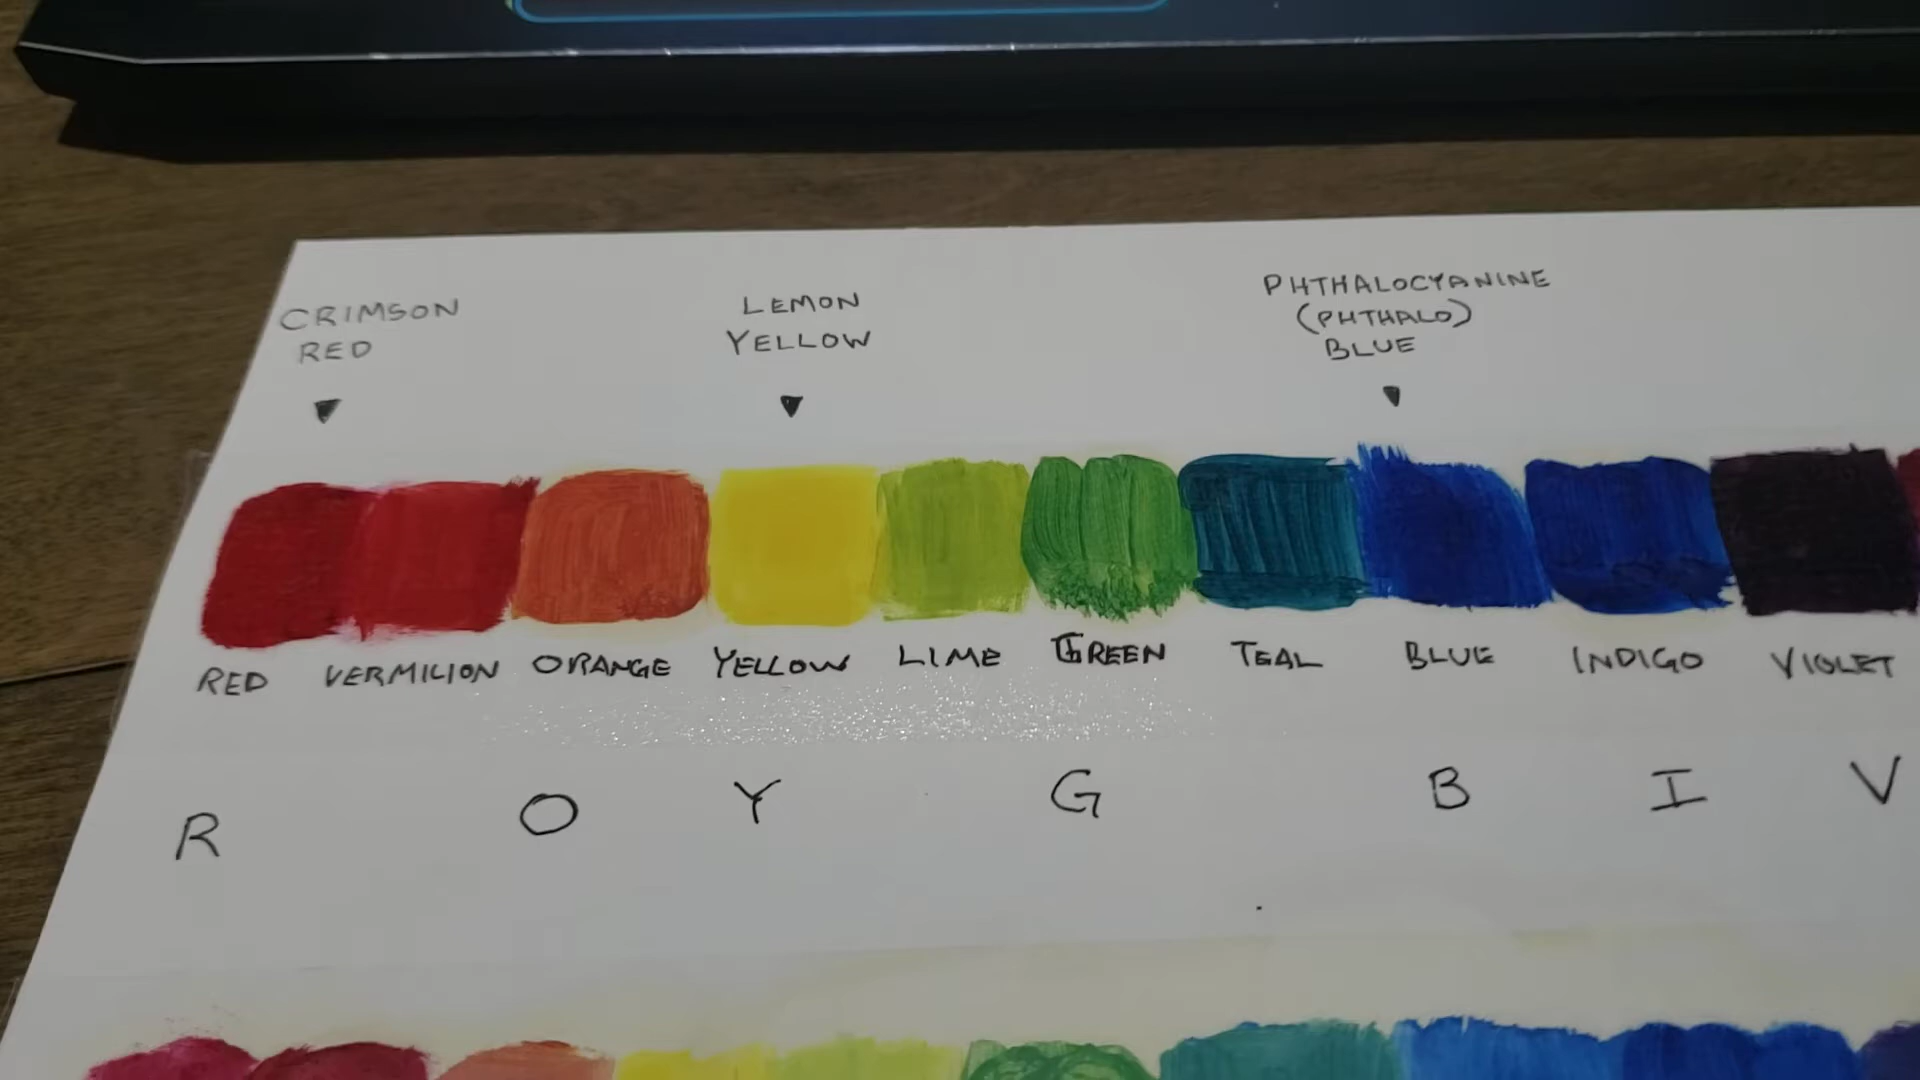 CRIMSON
RED
LEMON
YELLOW
PHTHALOCYANINE
(PHTHALO)
BLUE
RED VERMILION ORANGE YELLOW LIME GREEN TEAL BLUE INDIGO VIOLET
R O Y G B I V